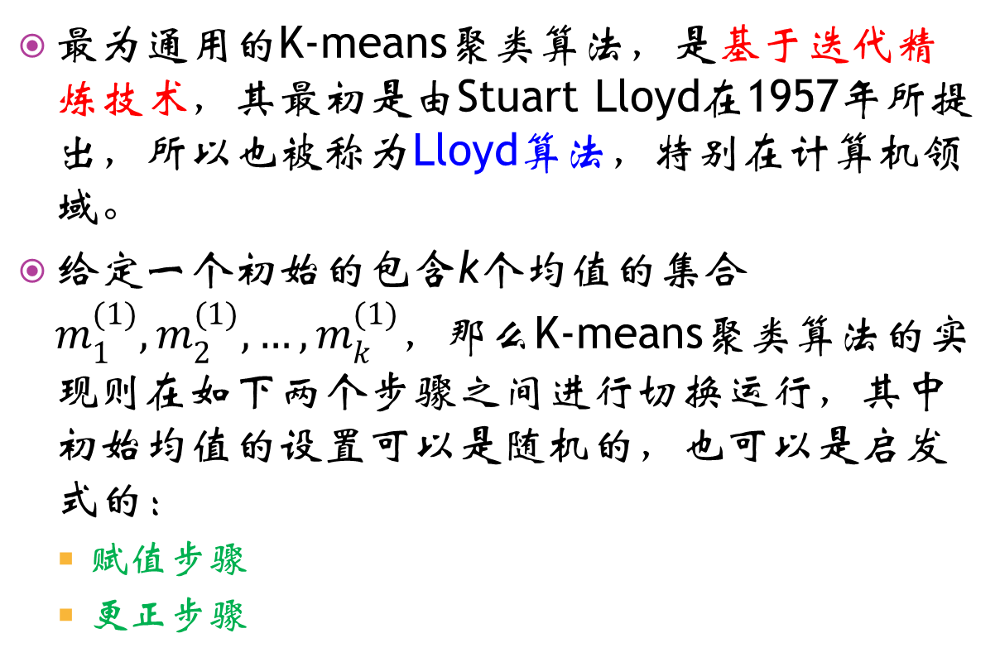 最为通用的K-means聚类算法，是基于迭代精
炼技术，其最初是由Stuart Lloyd在1957年所提
出，所以也被称为Lloyd算法，特别在计算机领
域。
给定一个初始的包含k个均值的集合
m₁⁽¹⁾, m₂⁽¹⁾, … , mₖ⁽¹⁾，那么K-means聚类算法的实
现则在如下两个步骤之间进行切换运行，其中
初始均值的设置可以是随机的，也可以是启发
式的：
赋值步骤
更正步骤